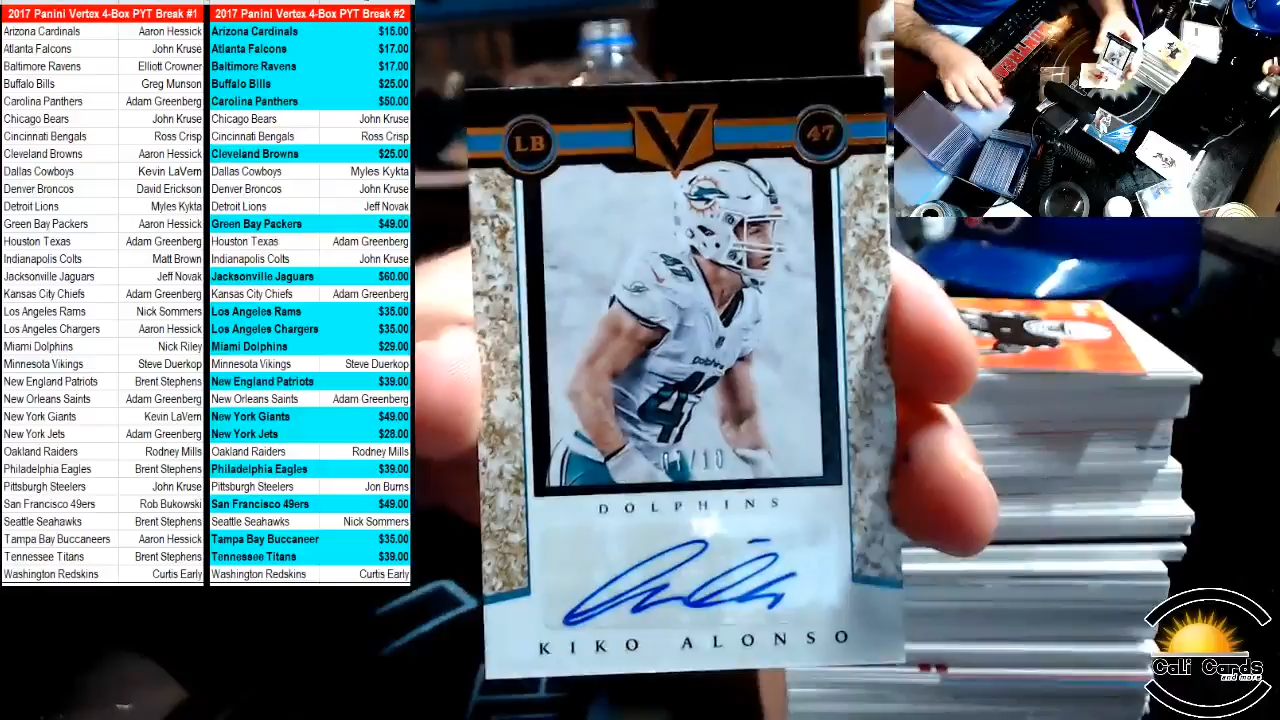 2017 Panini Vertex 4-Box PYT Break #1
Arizona Cardinals Aaron Hessick
Atlanta Falcons John Kruse
Baltimore Ravens Elliott Crowner
Buffalo Bills Greg Munson
Carolina Panthers Adam Greenberg
Chicago Bears John Kruse
Cincinnati Bengals Ross Crisp
Cleveland Browns Aaron Hessick
Dallas Cowboys Kevin LaVern
Denver Broncos David Erickson
Detroit Lions Myles Kykta
Green Bay Packers Aaron Hessick
Houston Texas Adam Greenberg
Indianapolis Colts Matt Brown
Jacksonville Jaguars Jeff Novak
Kansas City Chiefs Adam Greenberg
Los Angeles Rams Nick Sommers
Los Angeles Chargers Aaron Hessick
Miami Dolphins Nick Riley
Minnesota Vikings Steve Duerkop
New England Patriots Brent Stephens
New Orleans Saints Adam Greenberg
New York Giants Kevin LaVern
New York Jets Adam Greenberg
Oakland Raiders Rodney Mills
Philadelphia Eagles Brent Stephens
Pittsburgh Steelers John Kruse
San Francisco 49ers Rob Bukowski
Seattle Seahawks Brent Stephens
Tampa Bay Buccaneers Aaron Hessick
Tennessee Titans Brent Stephens
Washington Redskins Curtis Early
2017 Panini Vertex 4-Box PYT Break #2
Arizona Cardinals $15.00
Atlanta Falcons $17.00
Baltimore Ravens $17.00
Buffalo Bills $25.00
Carolina Panthers $50.00
Chicago Bears John Kruse
Cincinnati Bengals Ross Crisp
Cleveland Browns $25.00
Dallas Cowboys Myles Kykta
Denver Broncos John Kruse
Detroit Lions Jeff Novak
Green Bay Packers $49.00
Houston Texas Adam Greenberg
Indianapolis Colts John Kruse
Jacksonville Jaguars $60.00
Kansas City Chiefs Adam Greenberg
Los Angeles Rams $35.00
Los Angeles Chargers $35.00
Miami Dolphins $29.00
Minnesota Vikings Steve Duerkop
New England Patriots $39.00
New Orleans Saints Adam Greenberg
New York Giants $49.00
New York Jets $28.00
Oakland Raiders Rodney Mills
Philadelphia Eagles $39.00
Pittsburgh Steelers Jon Burns
San Francisco 49ers $49.00
Seattle Seahawks Nick Sommers
Tampa Bay Buccaneer $35.00
Tennessee Titans $39.00
Washington Redskins Curtis Early
LB V 47
Dolphins
47
DOLPHINS
KIKO ALONSO
Cali Cards
and more